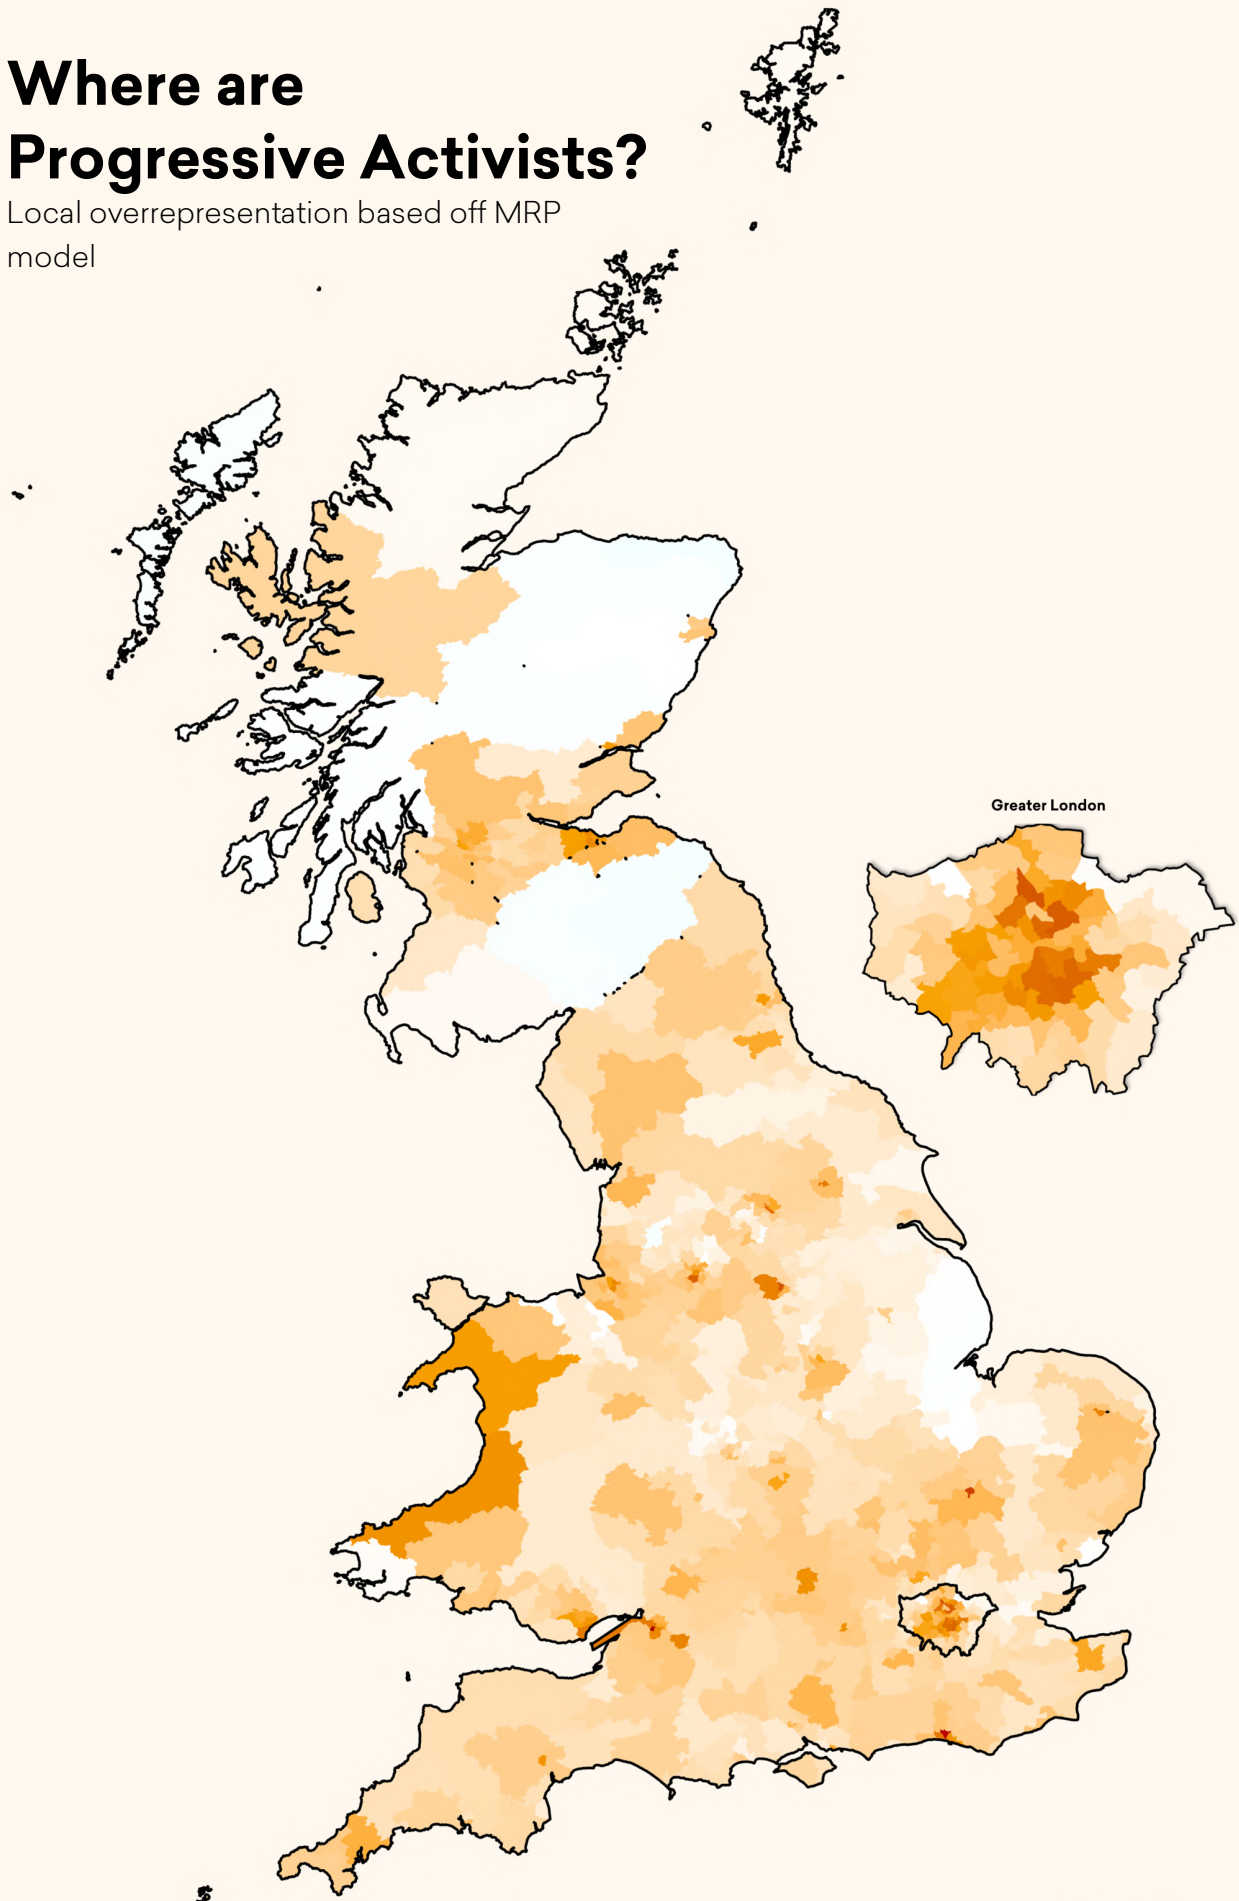 Where are
Progressive Activists?
Local overrepresentation based off MRP
model
Greater London